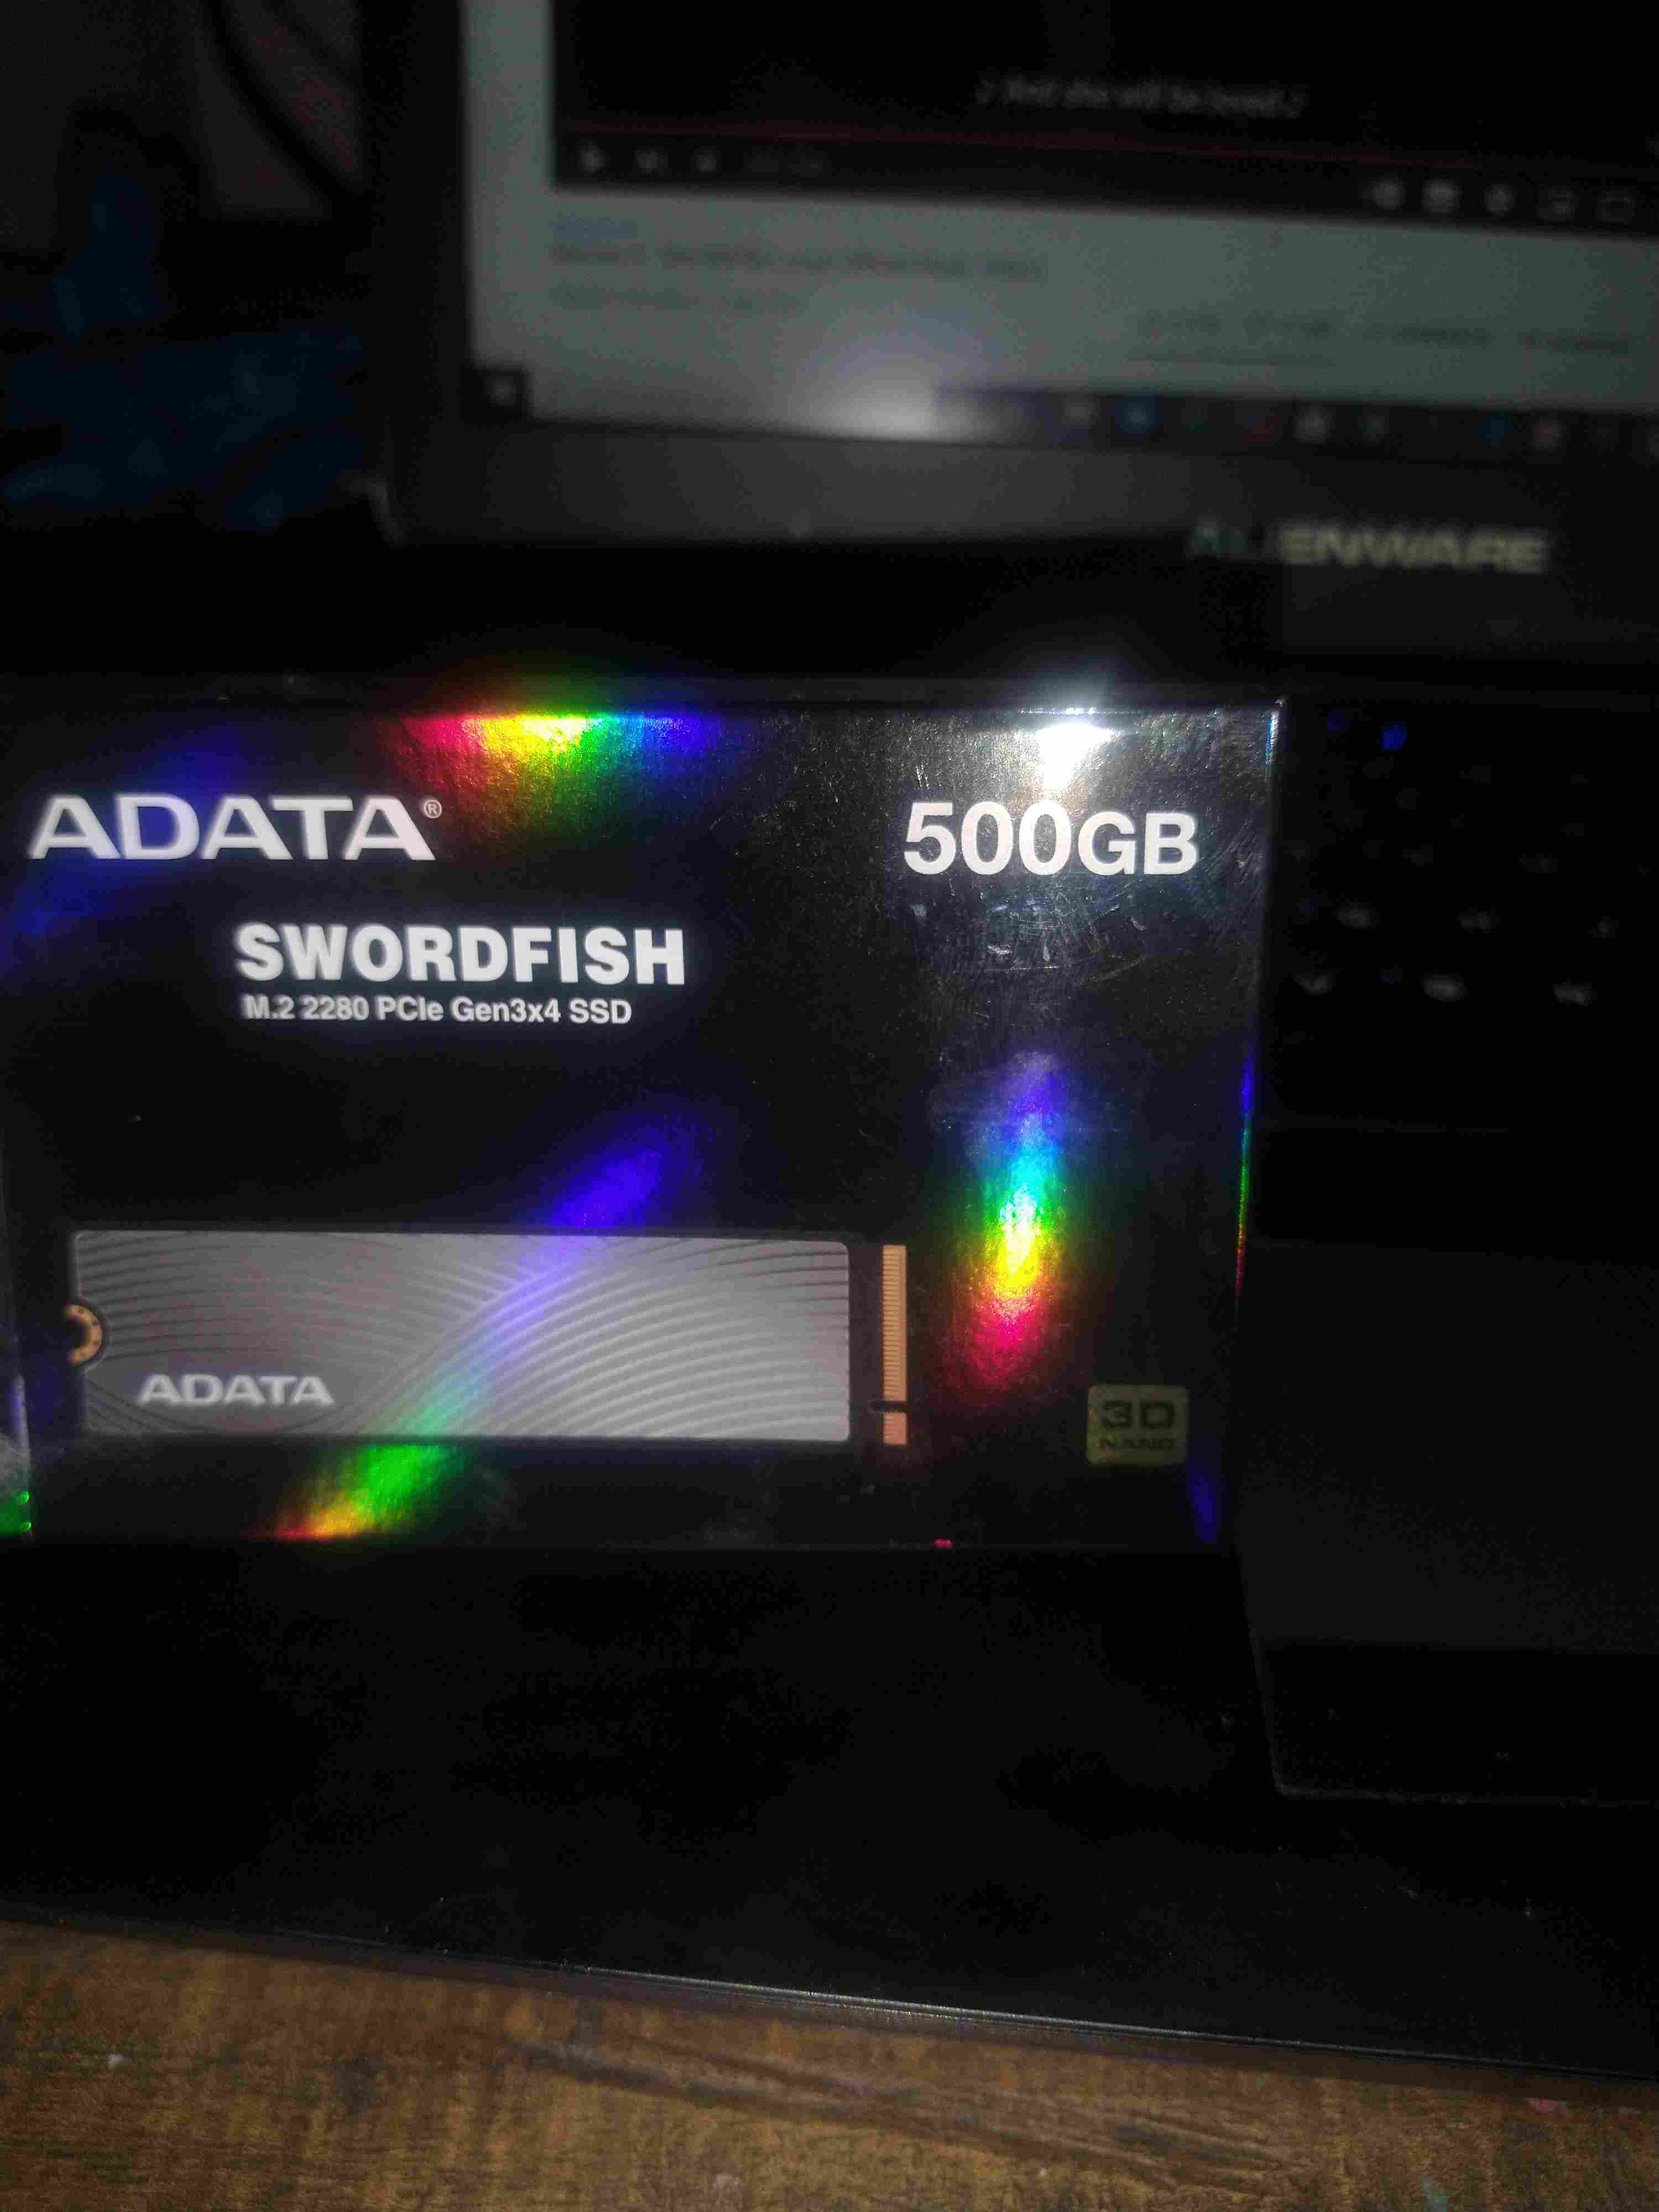 ALIENWARE
ADATA®
500GB
SWORDFISH
M.2 2280 PCIe Gen3x4 SSD
ADATA
3D
NAND